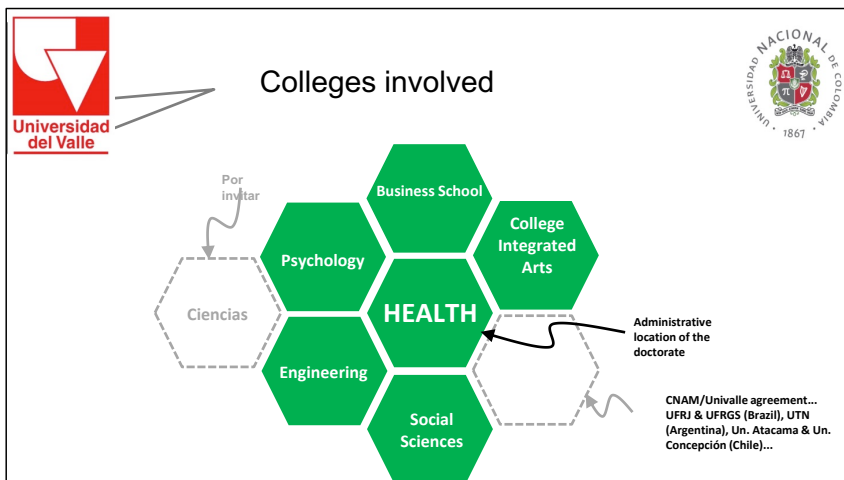 Colleges involved
Universidad
del Valle
UNIVERSIDAD NACIONAL DE COLOMBIA
· 1867 ·
Por
invitar
Business School
College
Integrated
Arts
Psychology
Ciencias
HEALTH
Administrative
location of the
doctorate
Engineering
Social
Sciences
CNAM/Univalle agreement...
UFRJ & UFRGS (Brazil), UTN
(Argentina), Un. Atacama & Un.
Concepción (Chile)...